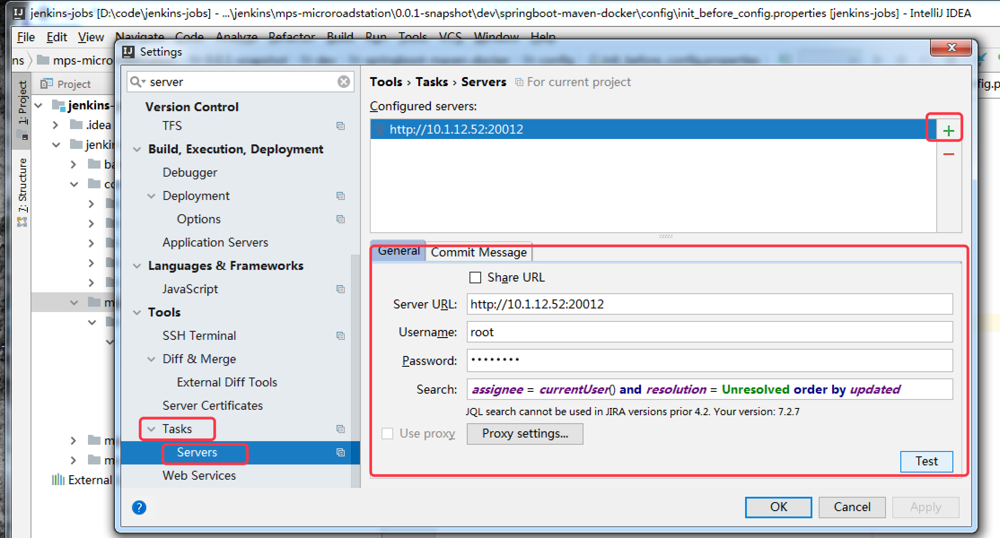 jenkins-jobs [D:\code\jenkins-jobs] - ...\jenkins\mps-microroadstation\0.0.1-snapshot\dev\springboot-maven-docker\config\init_before_config.properties [jenkins-jobs] - IntelliJ IDEA
File Edit View Navigate Code Analyze Refactor Build Run Tools VCS Window Help
Settings
ns mps-micro
1: Project
7: Structure
Project
jenkins-
.idea
jenki
External
server
Version Control
TFS
Build, Execution, Deployment
Debugger
Deployment
Options
Application Servers
Languages & Frameworks
JavaScript
Tools
SSH Terminal
Diff & Merge
External Diff Tools
Server Certificates
Tasks
Servers
Web Services
Tools › Tasks › Servers For current project
fig.p
Configured servers:
http://10.1.12.52:20012
General Commit Message
Share URL
Server URL: http://10.1.12.52:20012
Username: root
Password: ••••••••
Search: assignee = currentUser() and resolution = Unresolved order by updated
JQL search cannot be used in JIRA versions prior 4.2. Your version: 7.2.7
Use proxy Proxy settings...
Test
OK Cancel Apply